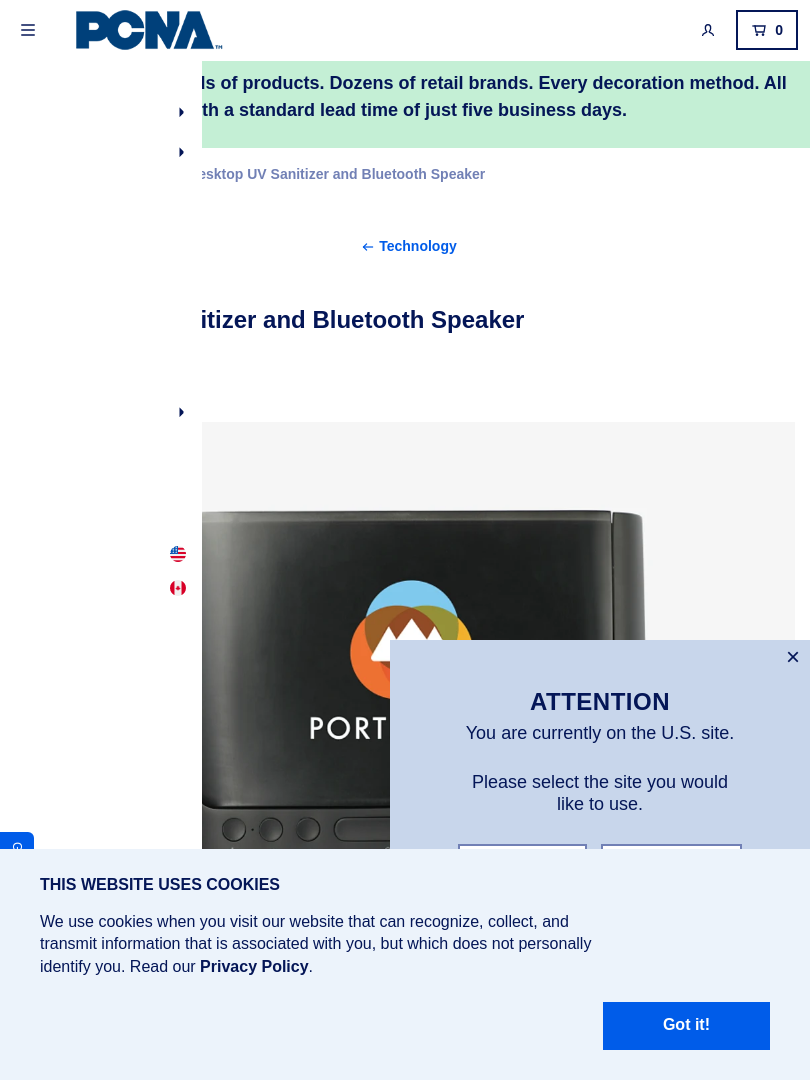 PCNA™
0
ls of products. Dozens of retail brands. Every decoration method. All
th a standard lead time of just five business days.
esktop UV Sanitizer and Bluetooth Speaker
← Technology
itizer and Bluetooth Speaker
PORT
ATTENTION
You are currently on the U.S. site.
Please select the site you would
like to use.
THIS WEBSITE USES COOKIES
We use cookies when you visit our website that can recognize, collect, and
transmit information that is associated with you, but which does not personally
identify you. Read our Privacy Policy.
Got it!